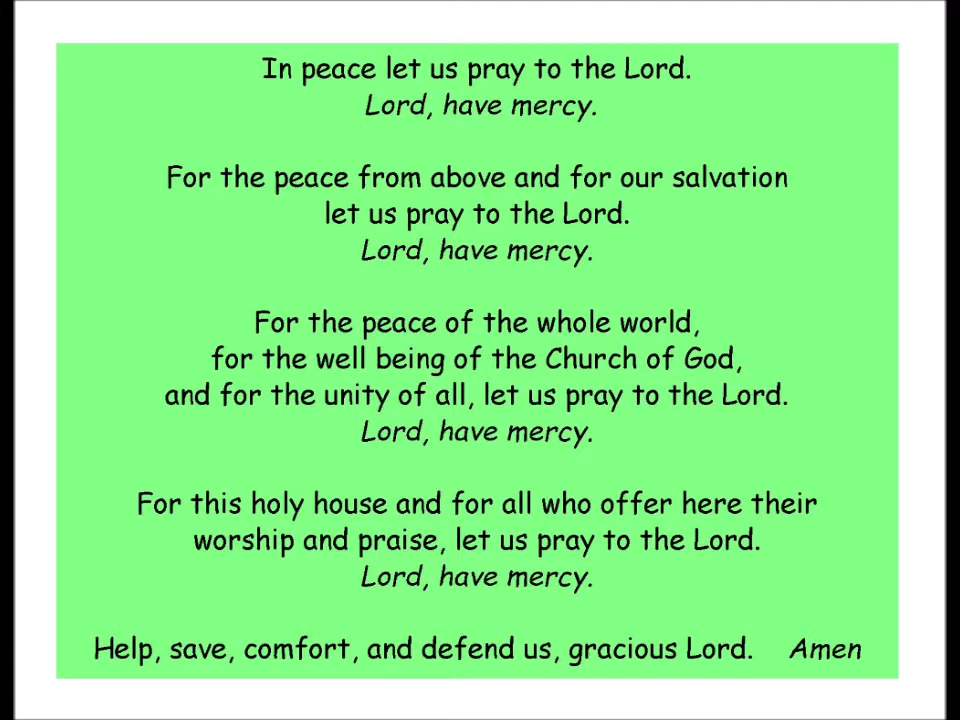 In peace let us pray to the Lord.
Lord, have mercy.
For the peace from above and for our salvation
let us pray to the Lord.
Lord, have mercy.
For the peace of the whole world,
for the well being of the Church of God,
and for the unity of all, let us pray to the Lord.
Lord, have mercy.
For this holy house and for all who offer here their
worship and praise, let us pray to the Lord.
Lord, have mercy.
Help, save, comfort, and defend us, gracious Lord. Amen